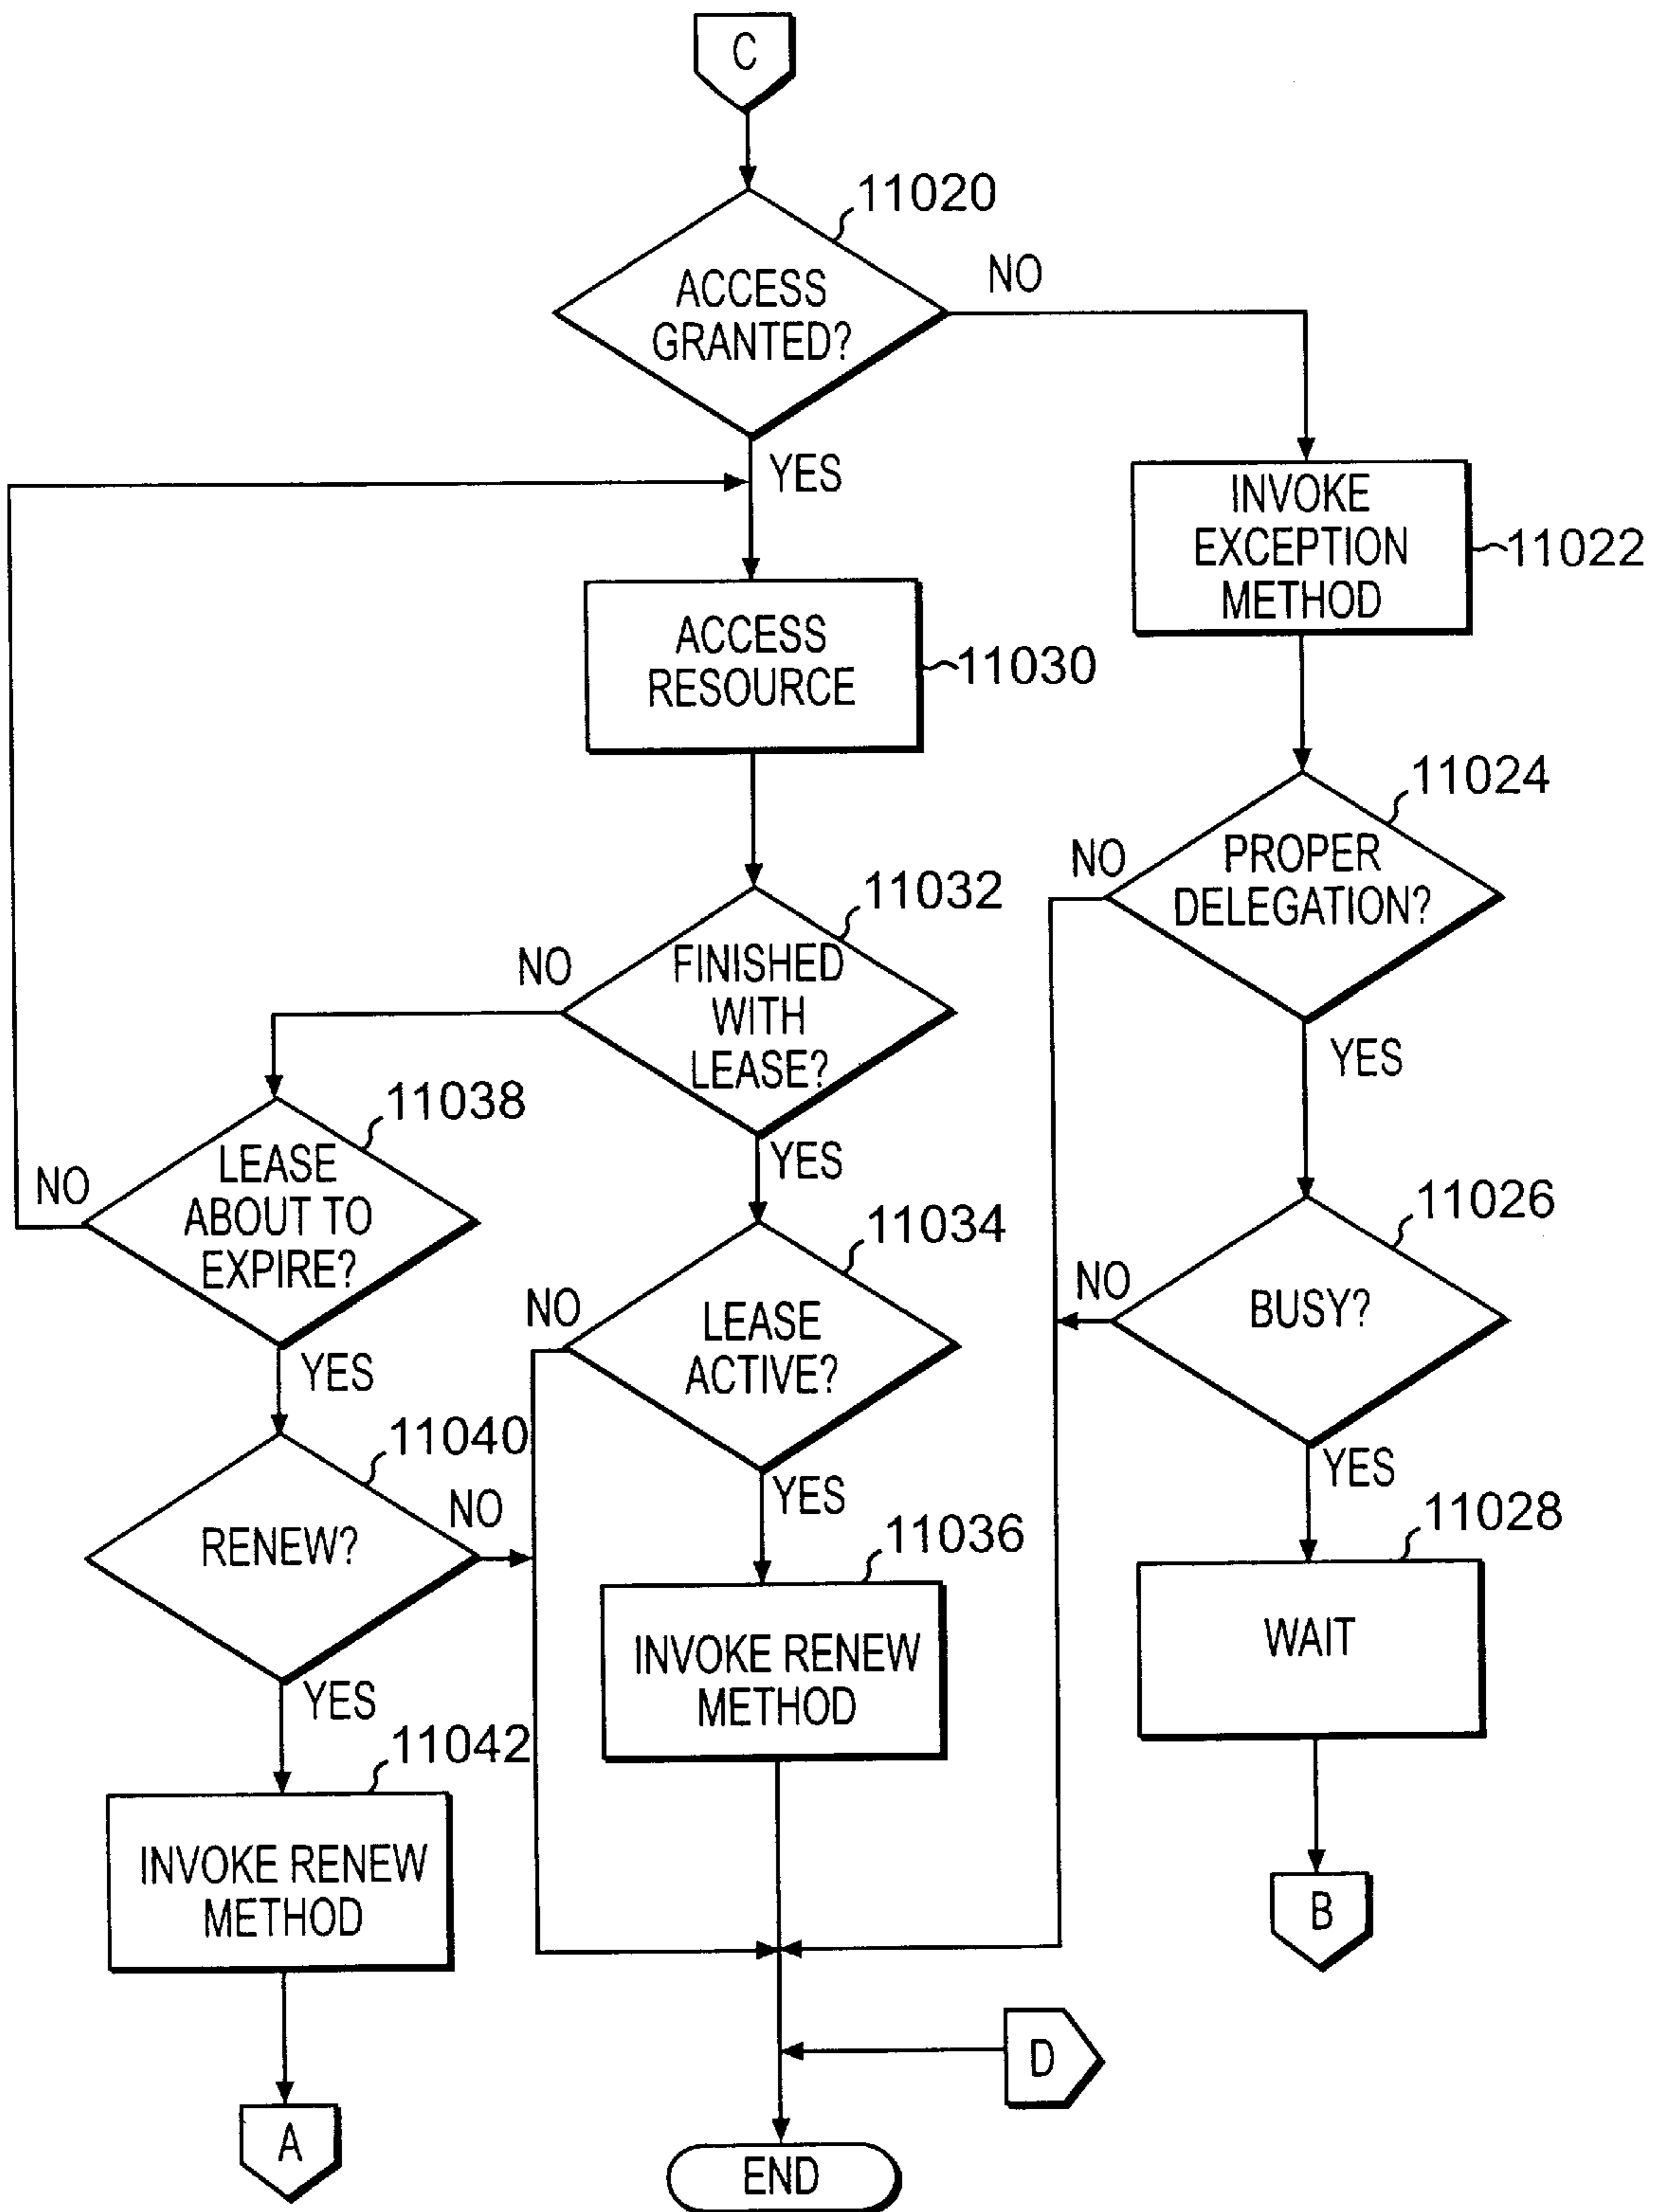 C
11020
ACCESS
GRANTED?
NO
YES
INVOKE
EXCEPTION
METHOD
11022
ACCESS
RESOURCE
11030
11024
NO
PROPER
DELEGATION?
YES
11032
NO
FINISHED
WITH
LEASE?
YES
11038
NO
LEASE
ABOUT TO
EXPIRE?
YES
11034
NO
LEASE
ACTIVE?
YES
11026
NO
BUSY?
YES
11040
NO
RENEW?
YES
11036
INVOKE RENEW
METHOD
11028
WAIT
11042
INVOKE RENEW
METHOD
B
D
A
END